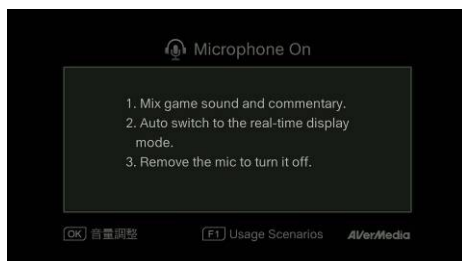 Microphone On
1. Mix game sound and commentary.
2. Auto switch to the real-time display
mode.
3. Remove the mic to turn it off.
OK 音量調整 F1 Usage Scenarios AVerMedia